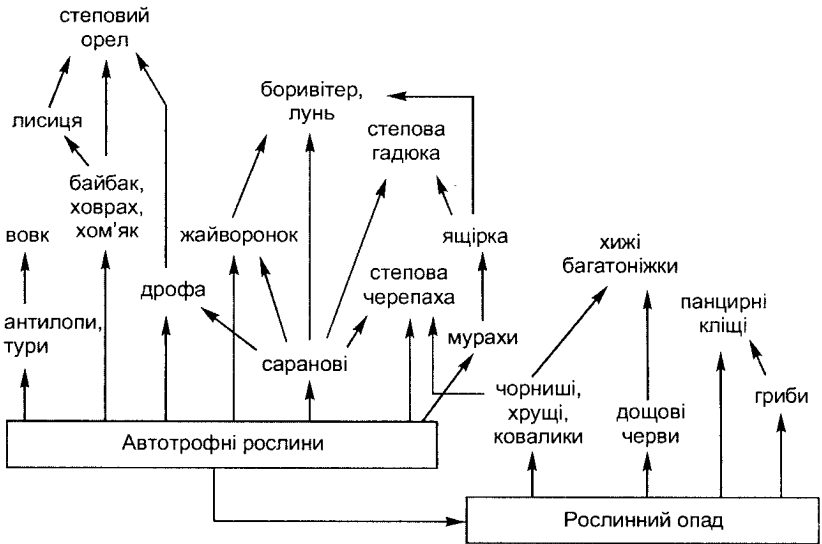 степовий
орел
лисиця
боривітер,
лунь
степова
гадюка
байбак,
ховрах,
хом'як
вовк
жайворонок
ящірка
хижі
багатоніжки
дрофа
степова
черепаха
антилопи,
тури
панцирні
кліщі
саранові
мурахи
чорниші,
хрущі,
ковалики
дощові
черви
гриби
Автотрофні рослини
Рослинний опад